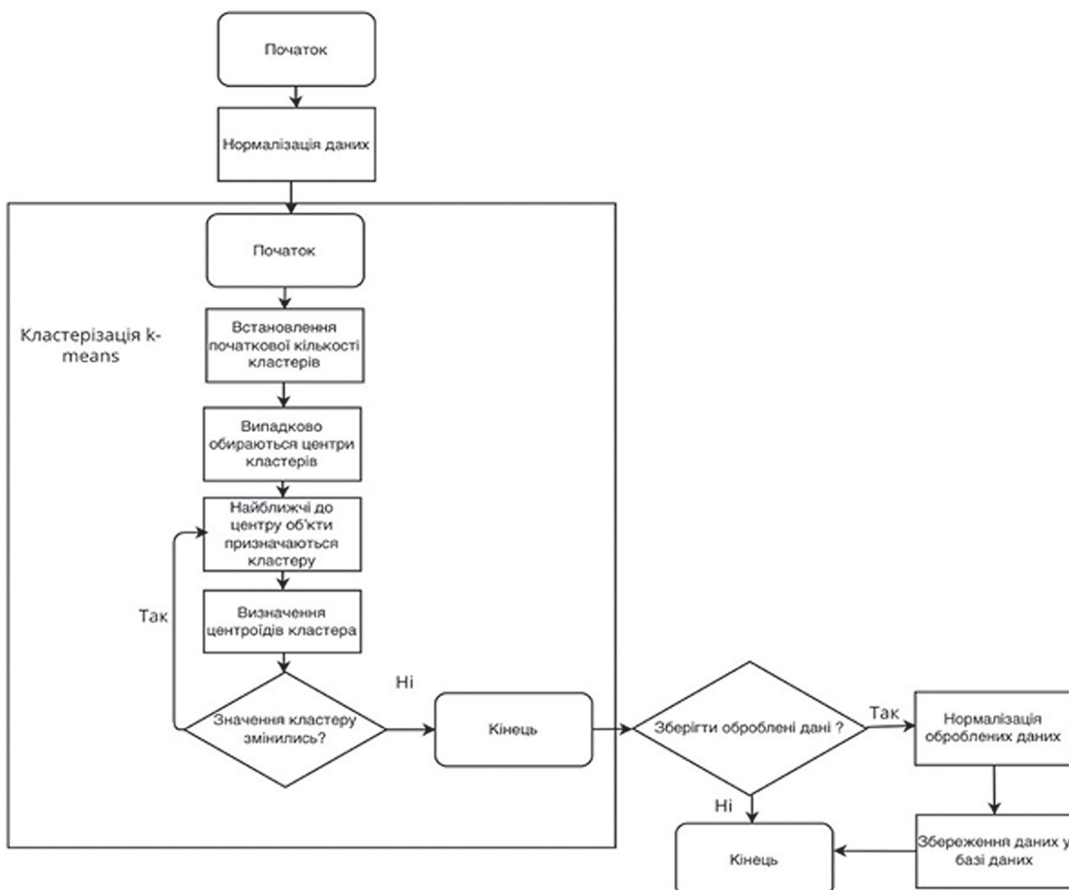 Початок
Нормалізація даних
Початок
Кластерізація k-
means
Встановлення
початкової кількості
кластерів
Випадково
обираються центри
кластерів
Найближчі до
центру об'кти
призначаються
кластеру
Так
Визначення
центроїдів кластера
Значення кластеру
змінились?
Ні
Кінець
Зберігти оброблені дані ?
Так
Нормалізація
оброблених даних
Ні
Кінець
Збереження даних у
базі даних